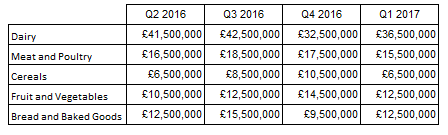 Q2 2016 Q3 2016 Q4 2016 Q1 2017
Dairy £41,500,000 £42,500,000 £32,500,000 £36,500,000
Meat and Poultry £16,500,000 £18,500,000 £17,500,000 £15,500,000
Cereals £6,500,000 £8,500,000 £10,500,000 £6,500,000
Fruit and Vegetables £10,500,000 £12,500,000 £14,500,000 £12,500,000
Bread and Baked Goods £12,500,000 £15,500,000 £9,500,000 £12,500,000